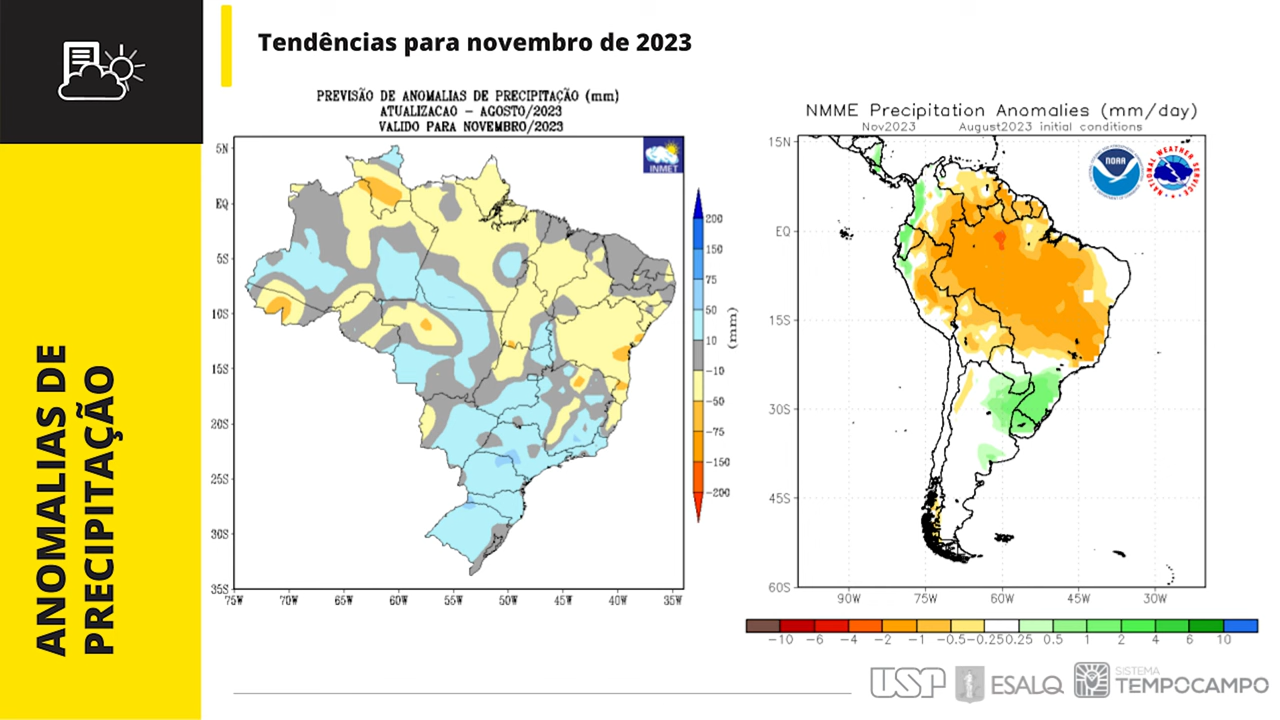 Tendências para novembro de 2023
ANOMALIAS DE
PRECIPITAÇÃO
PREVISÃO DE ANOMALIAS DE PRECIPITAÇÃO (mm)
ATUALIZACAO - AGOSTO/2023
VALIDO PARA NOVEMBRO/2023
INMET
5N
EQ
5S
10S
15S
20S
25S
30S
35S
75W 70W 65W 60W 55W 50W 45W 40W 35W
200
150
75
50
10
-10
-50
-75
-150
-200
(mm)
NMME Precipitation Anomalies (mm/day)
Nov2023 August2023 initial conditions
NOAA
NATIONAL WEATHER SERVICE
15N
EQ
15S
30S
45S
60S
90W 75W 60W 45W 30W
-10 -6 -4 -2 -1 -0.5 -0.25 0.25 0.5 1 2 4 6 10
USP ESALQ SISTEMA
TEMPOCAMPO